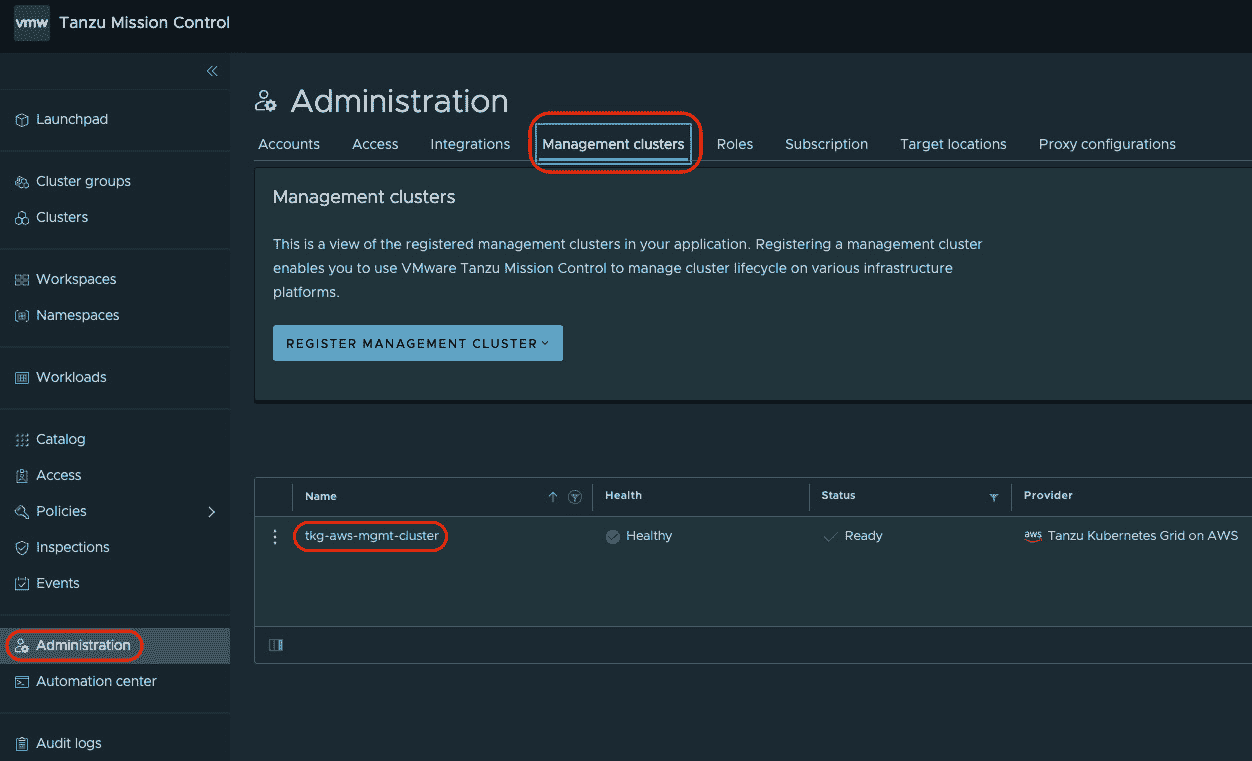 vmw Tanzu Mission Control
Launchpad
Cluster groups
Clusters
Workspaces
Namespaces
Workloads
Catalog
Access
Policies
Inspections
Events
Administration
Automation center
Audit logs
Administration
Accounts Access Integrations Management clusters Roles Subscription Target locations Proxy configurations
Management clusters
This is a view of the registered management clusters in your application. Registering a management cluster
enables you to use VMware Tanzu Mission Control to manage cluster lifecycle on various infrastructure
platforms.
REGISTER MANAGEMENT CLUSTER
Name Health Status Provider
tkg-aws-mgmt-cluster Healthy Ready aws Tanzu Kubernetes Grid on AWS